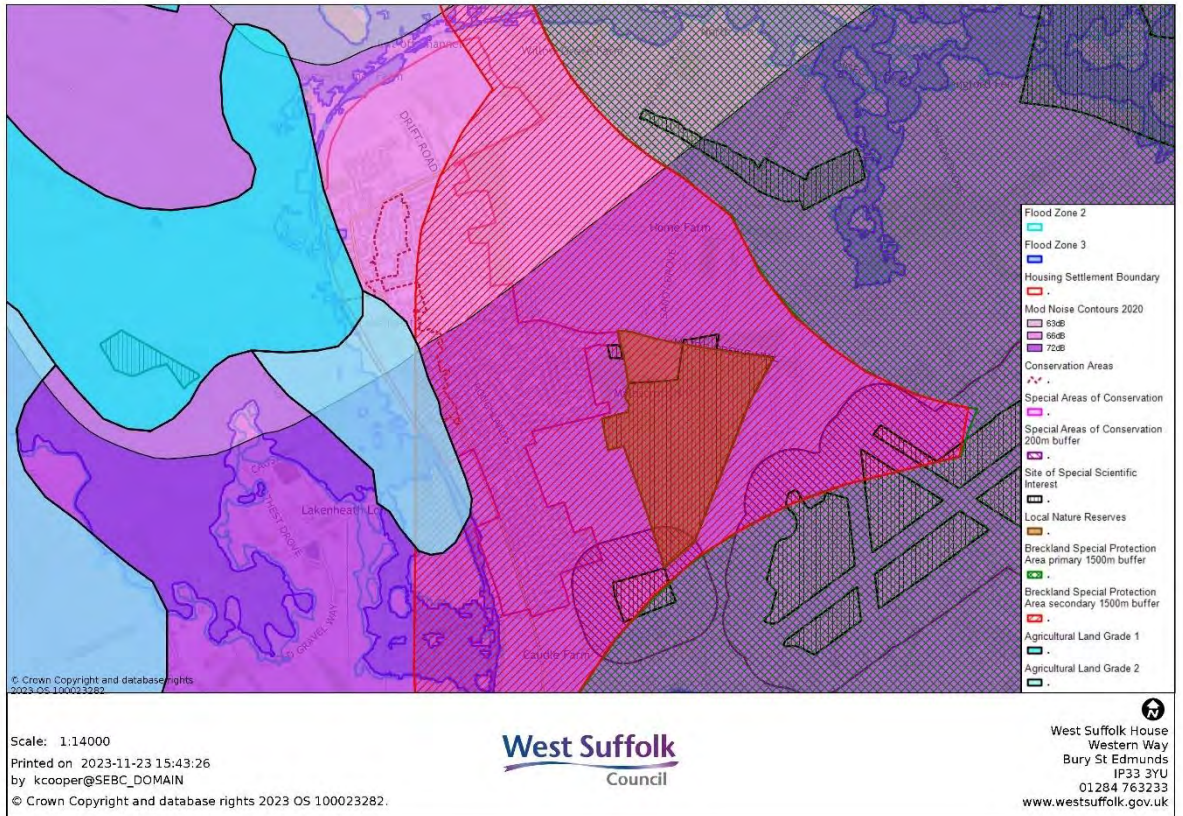 DRIFT ROAD
Home Farm
Lakenheath Lo
GRAVEL WAY
Caudle Farm
© Crown Copyright and database rights
2023 OS 100023282.
Flood Zone 2
Flood Zone 3
Housing Settlement Boundary
.
Mod Noise Contours 2020
63dB
66dB
72dB
Conservation Areas
.
Special Areas of Conservation
.
Special Areas of Conservation
200m buffer
.
Site of Special Scientific
Interest
.
Local Nature Reserves
.
Breckland Special Protection
Area primary 1500m buffer
.
Breckland Special Protection
Area secondary 1500m buffer
.
Agricultural Land Grade 1
.
Agricultural Land Grade 2
.
Scale: 1:14000
Printed on 2023-11-23 15:43:26
by kcooper@SEBC_DOMAIN
© Crown Copyright and database rights 2023 OS 100023282.
West Suffolk
Council
N
West Suffolk House
Western Way
Bury St Edmunds
IP33 3YU
01284 763233
www.westsuffolk.gov.uk